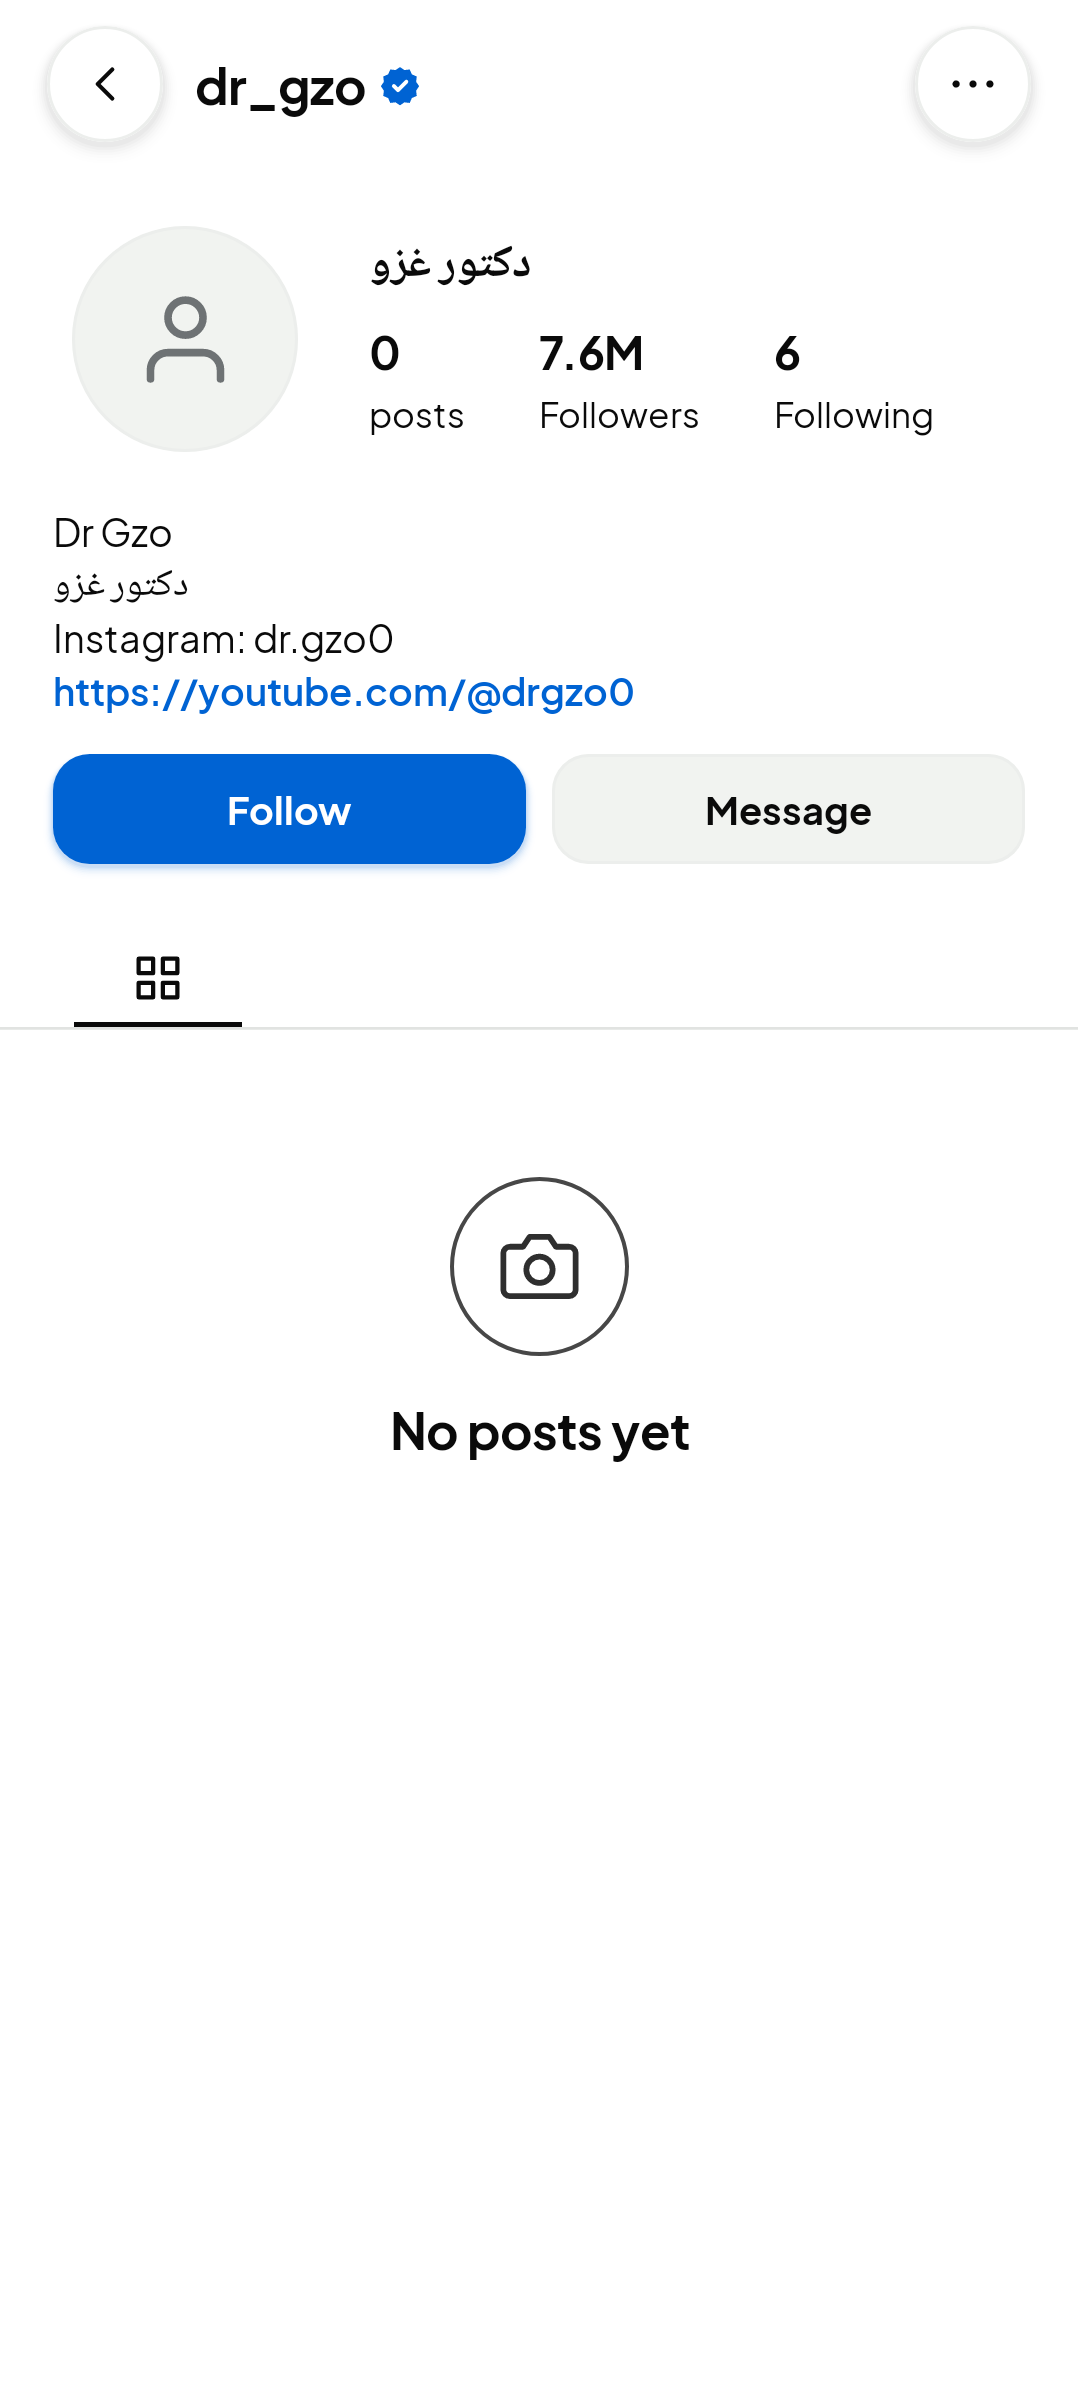 dr_gzo
دكتور غزو
0 7.6M 6
posts Followers Following
Dr Gzo
دكتور غزو
Instagram: dr.gzo0
https://youtube.com/@drgzo0
Follow Message
No posts yet